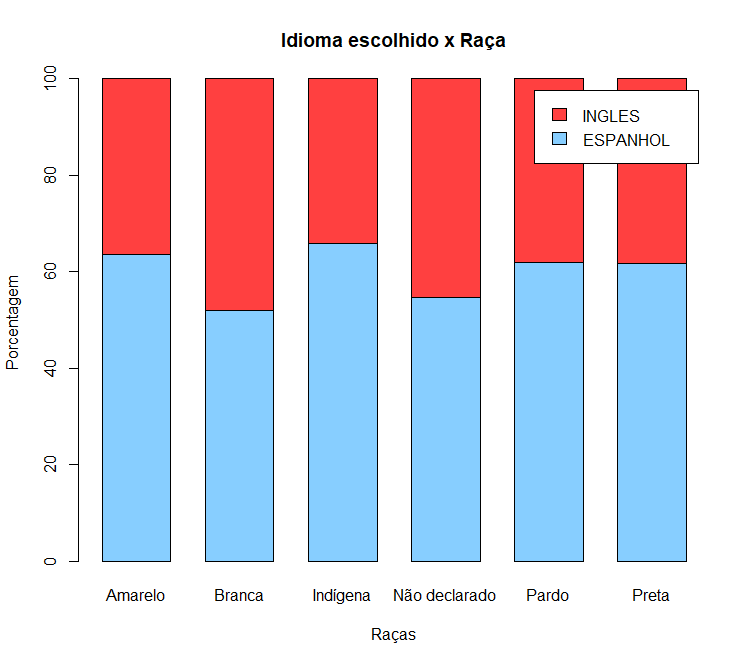 Idioma escolhido x Raça
INGLES
ESPANHOL
Porcentagem
100
80
60
40
20
0
Amarelo Branca Indígena Não declarado Pardo Preta
Raças